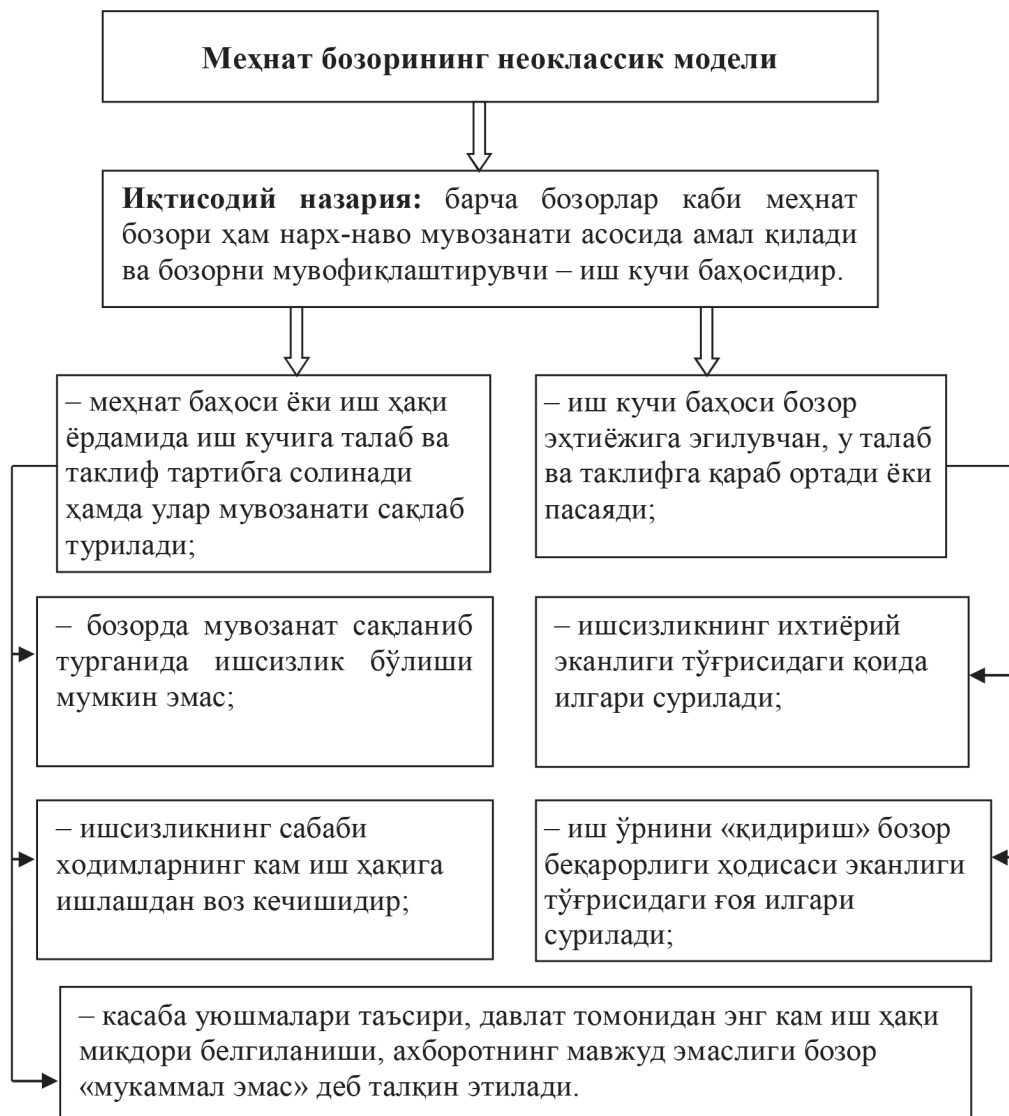 Меҳнат бозорининг неоклассик модели
Иқтисодий назария: барча бозорлар каби меҳнат
бозори ҳам нарх-наво мувозанати асосида амал қилади
ва бозорни мувофиқлаштирувчи – иш кучи баҳосидир.
– меҳнат баҳоси ёки иш ҳақи
ёрдамида иш кучига талаб ва
таклиф тартибга солинади
ҳамда улар мувозанати сақлаб
турилади;
– иш кучи баҳоси бозор
эҳтиёжига эгилувчан, у талаб
ва таклифга қараб ортади ёки
пасаяди;
– бозорда мувозанат сақланиб
турганида ишсизлик бўлиши
мумкин эмас;
– ишсизликнинг ихтиёрий
эканлиги тўғрисидаги қоида
илгари сурилади;
– ишсизликнинг сабаби
ходимларнинг кам иш ҳақига
ишлашдан воз кечишидир;
– иш ўрнини «қидириш» бозор
беқарорлиги ҳодисаси эканлиги
тўғрисидаги ғоя илгари
сурилади;
– касаба уюшмалари таъсири, давлат томонидан энг кам иш ҳақи
миқдори белгиланиши, ахборотнинг мавжуд эмаслиги бозор
«мукаммал эмас» деб талқин этилади.